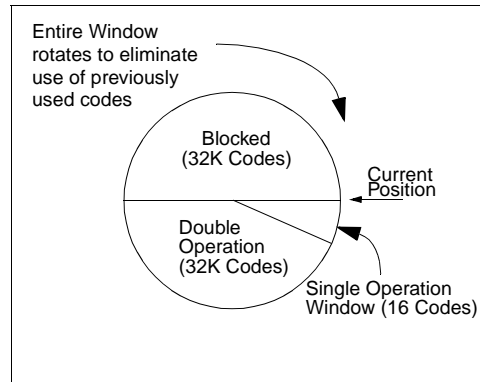 Entire Window
rotates to eliminate
use of previously
used codes
Blocked
(32K Codes)
Current
Position
Double
Operation
(32K Codes)
Single Operation
Window (16 Codes)